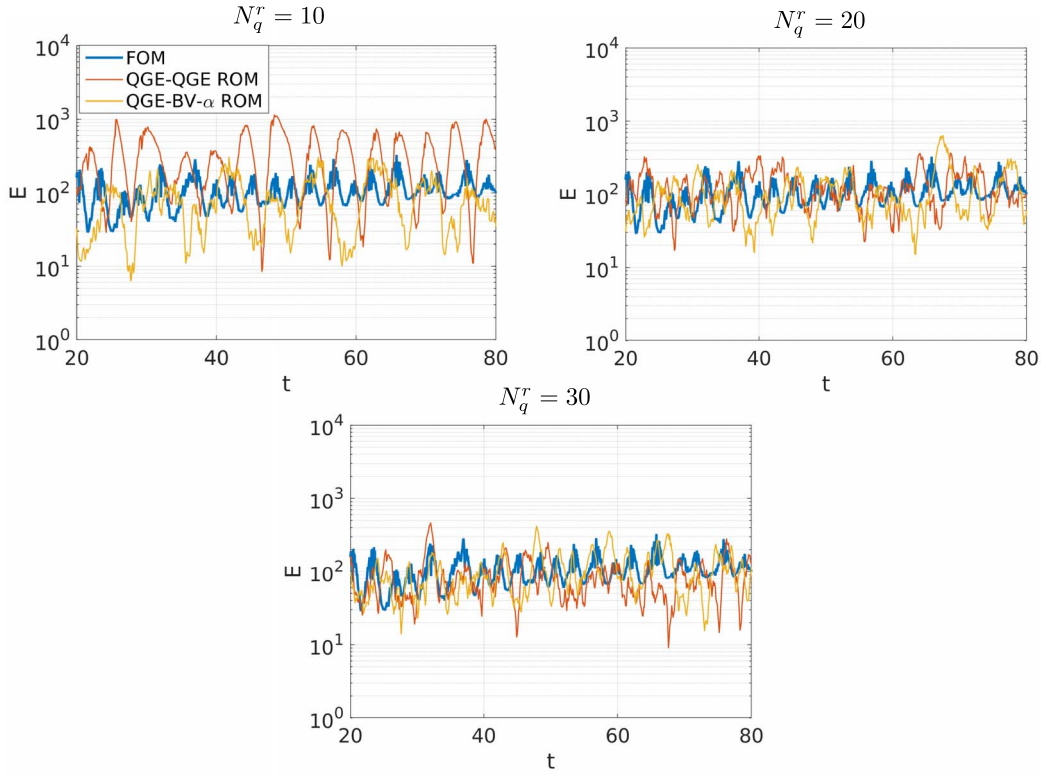 N_q^r = 10
10^4
10^3
10^2
10^1
10^0
E
FOM
QGE-QGE ROM
QGE-BV-α ROM
20 40 60 80
t
N_q^r = 20
10^4
10^3
10^2
10^1
10^0
E
20 40 60 80
t
N_q^r = 30
10^4
10^3
10^2
10^1
10^0
E
20 40 60 80
t